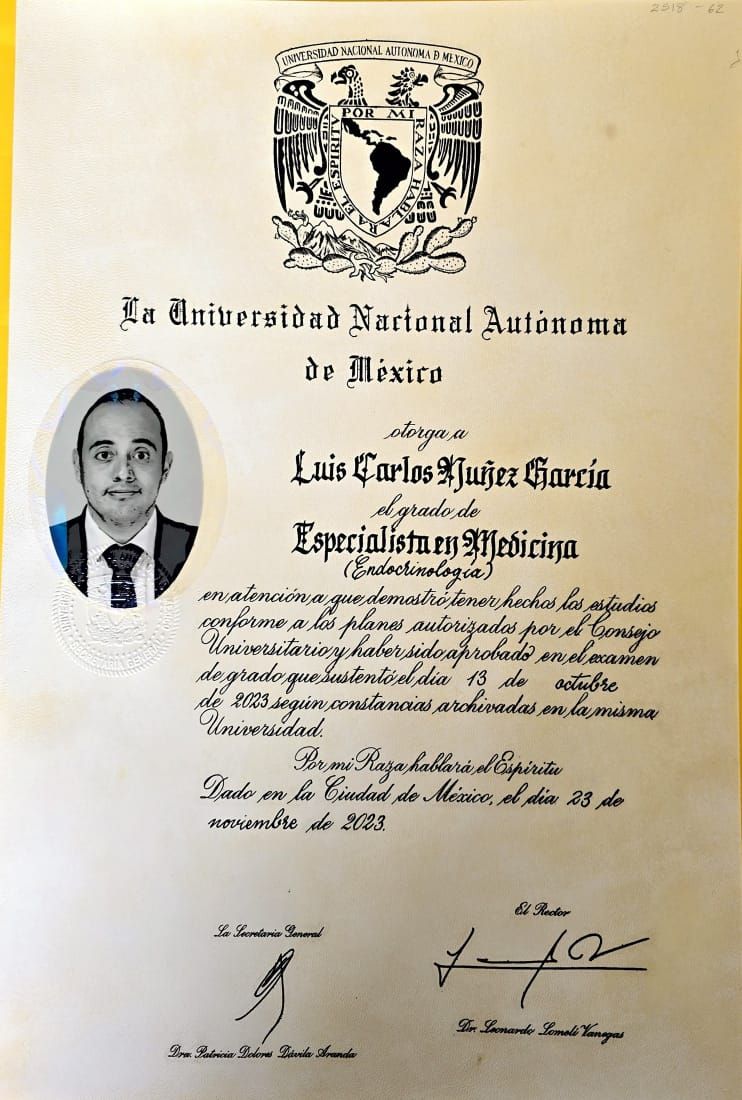 2318 - 62
UNIVERSIDAD NACIONAL AUTONOMA D MEXICO
POR MI RAZA HABLARA EL ESPIRITU
La Universidad Nacional Autónoma
de México
otorga a
Luis Carlos Nuñez García
el grado de
Especialista en Medicina
(Endocrinología)
en atención a que demostró tener hechos los estudios
conforme a los planes autorizados por el Consejo
Universitario y haber sido aprobado en el examen
de grado que sustentó el día 13 de octubre
de 2023 según constancias archivadas en la misma
Universidad.
Por mi Raza hablará el Espíritu
Dado en la Ciudad de México, el día 23 de
noviembre de 2023.
El Rector
La Secretaria General
Dr. Leonardo Lomelí Vanegas
Dra. Patricia Dolores Dávila Aranda
SECRETARÍA GENERAL